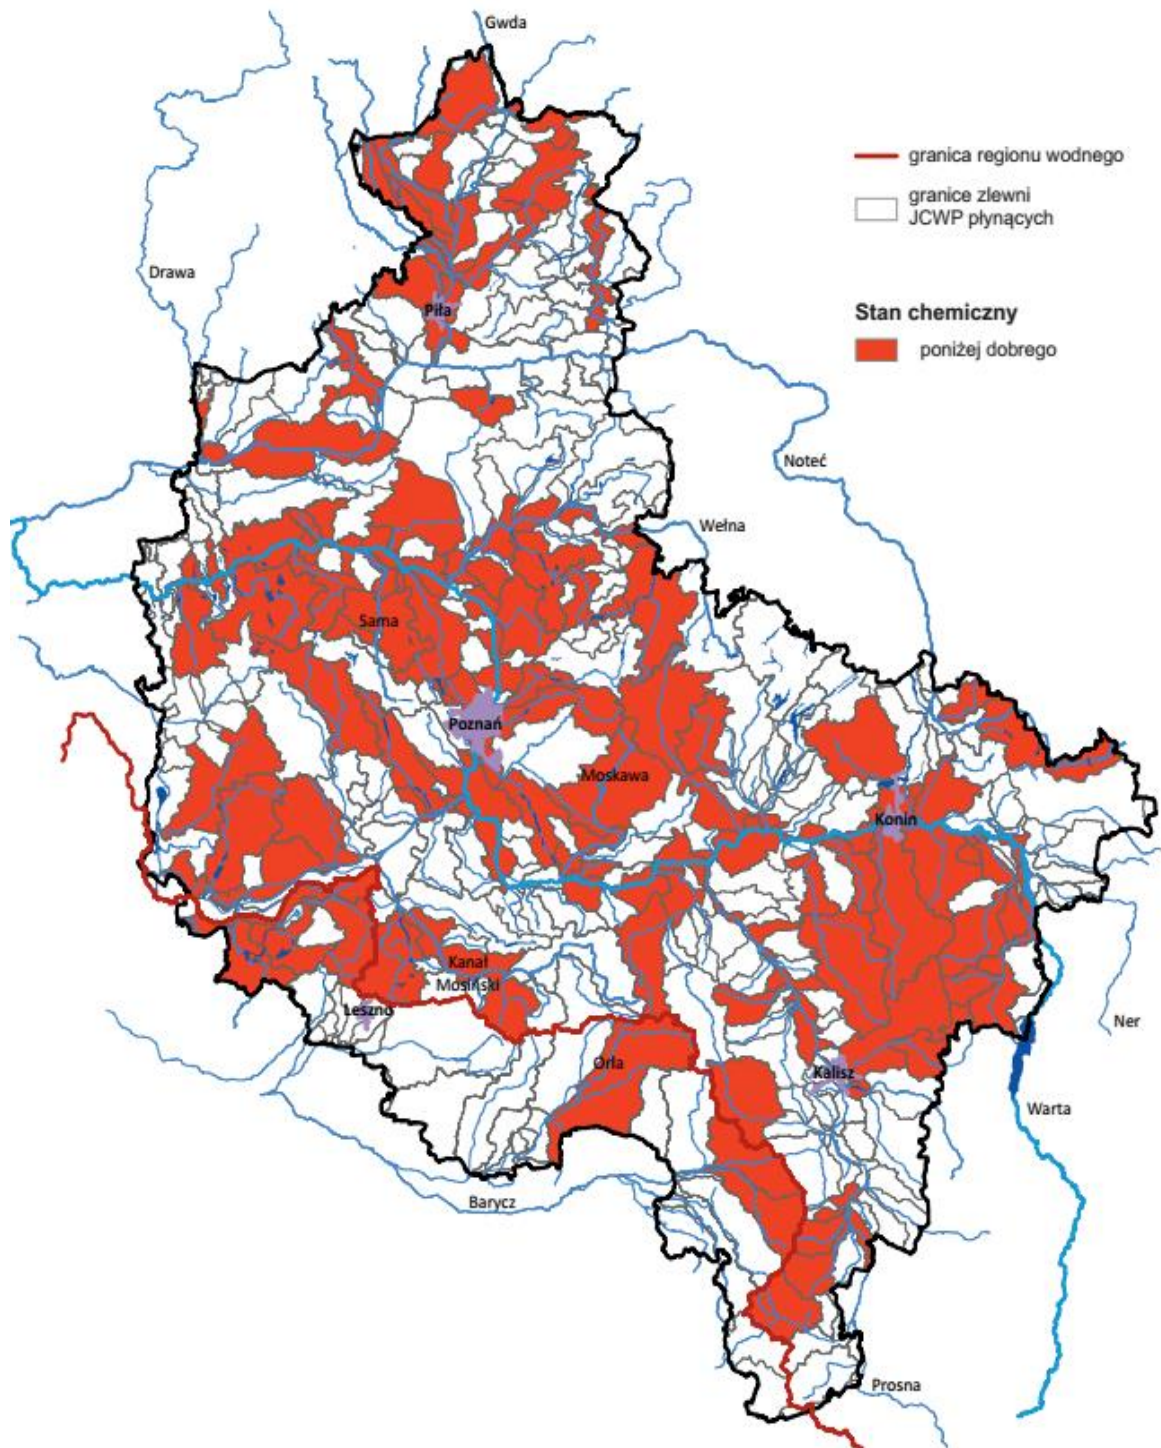 Gwda
granica regionu wodnego
granice zlewni
JCWP płynących
Drawa
Piła
Stan chemiczny
poniżej dobrego
Noteć
Wełna
Sama
Poznań
Moskawa
Konin
Kanał
Mosiński
Leszno
Ner
Orla
Kalisz
Warta
Barycz
Prosna